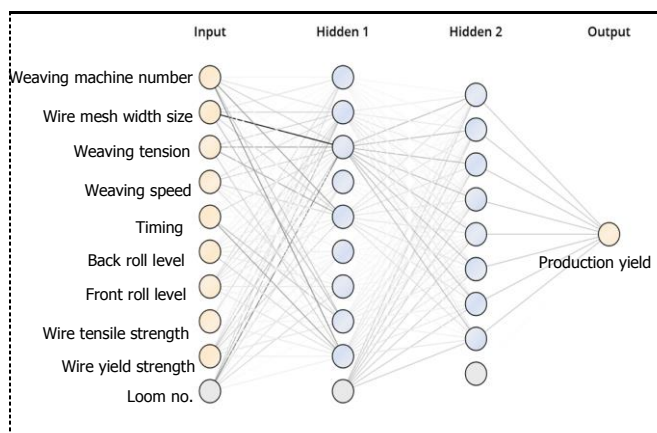 Input Hidden 1 Hidden 2 Output
Weaving machine number
Wire mesh width size
Weaving tension
Weaving speed
Timing
Back roll level
Front roll level
Wire tensile strength
Wire yield strength
Loom no.
Production yield